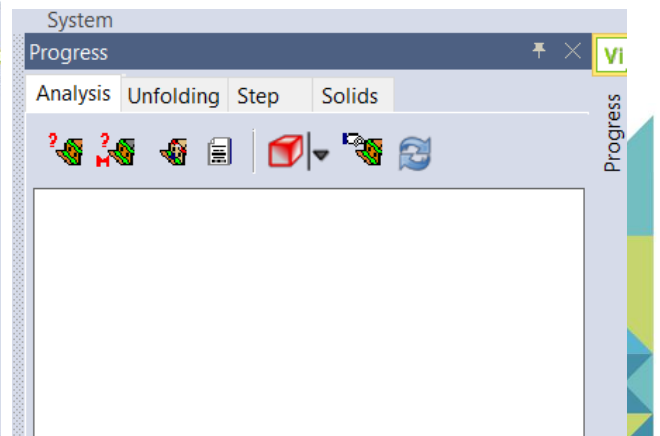 System
Progress
Vi
Analysis Unfolding Step Solids
Progress
? ?
M